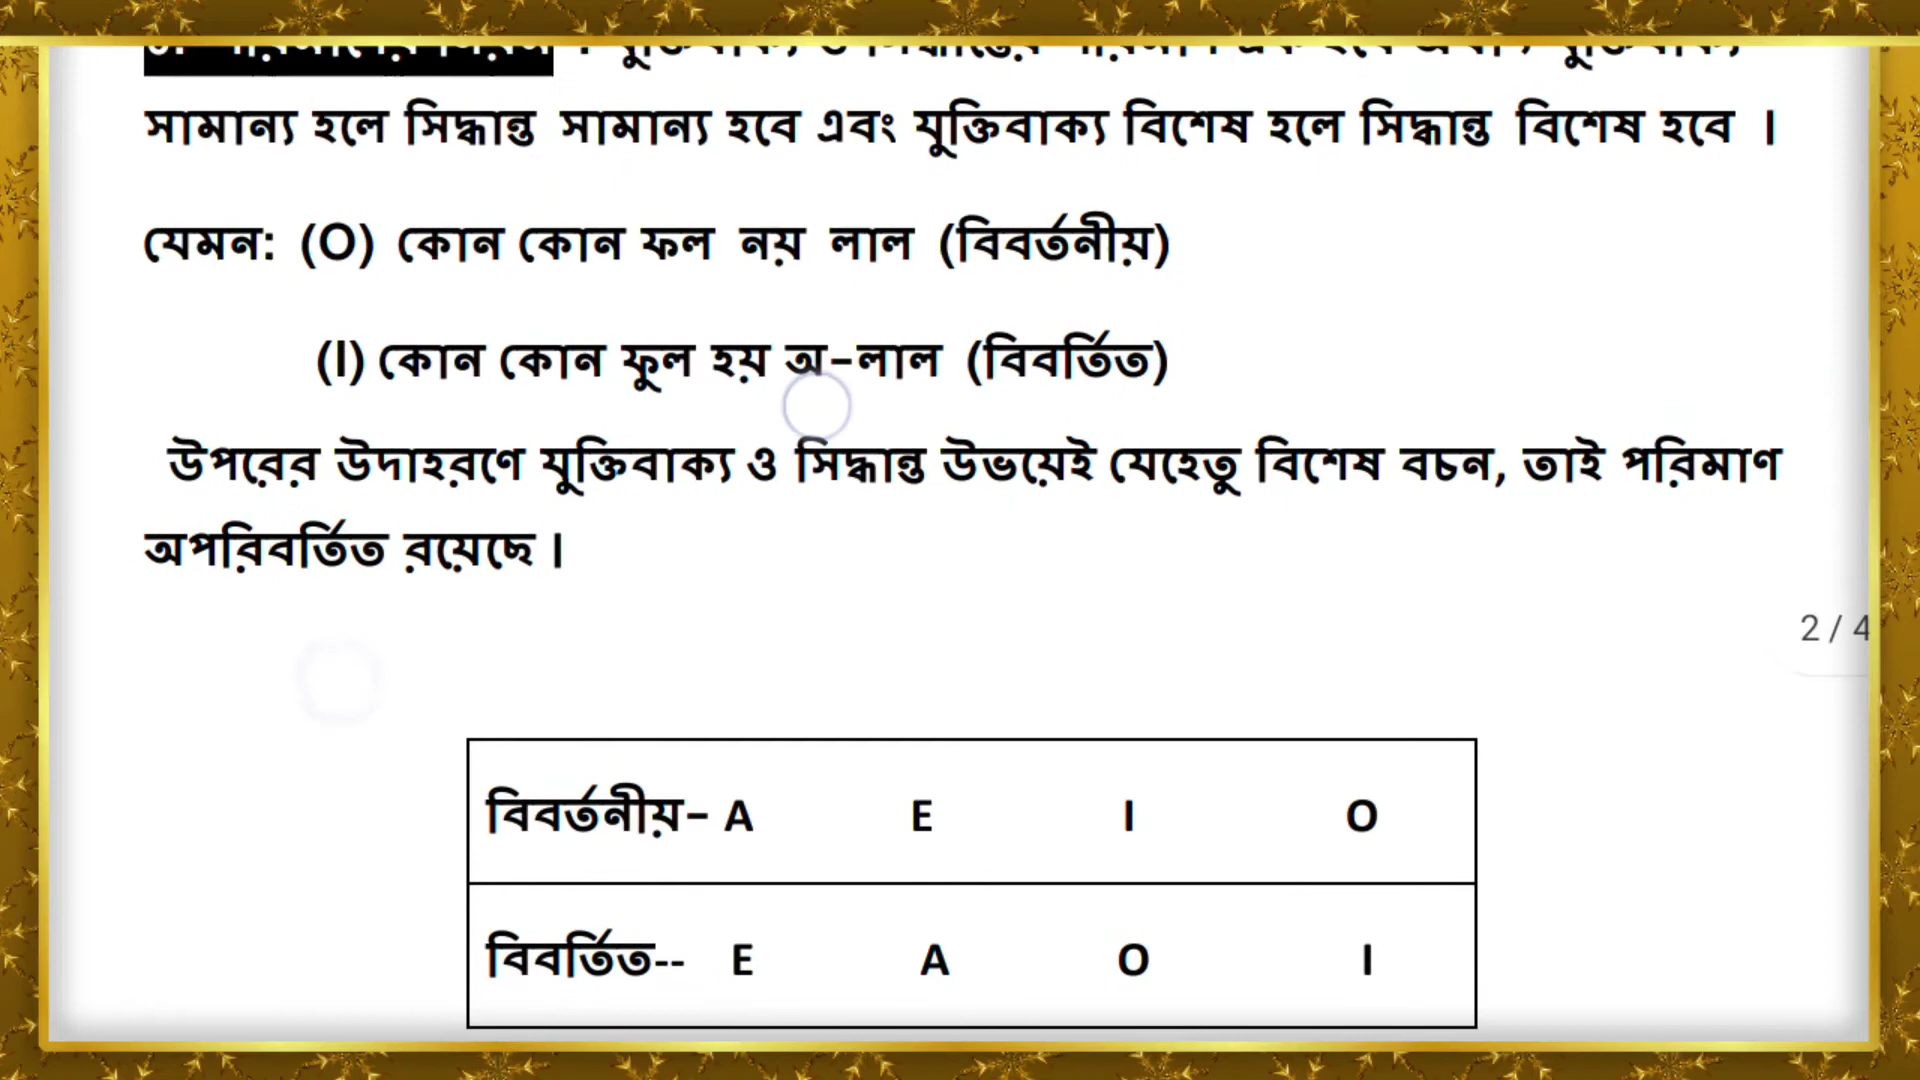 সামান্য হলে সিদ্ধান্ত সামান্য হবে এবং যুক্তিবাক্য বিশেষ হলে সিদ্ধান্ত বিশেষ হবে ।
যেমন: (O) কোন কোন ফল নয় লাল (বিবর্তনীয়)
(I) কোন কোন ফুল হয় অ-লাল (বিবর্তিত)
উপরের উদাহরণে যুক্তিবাক্য ও সিদ্ধান্ত উভয়েই যেহেতু বিশেষ বচন, তাই পরিমাণ
অপরিবর্তিত রয়েছে ।
2 / 4
বিবর্তনীয়- A E I O
বিবর্তিত-- E A O I